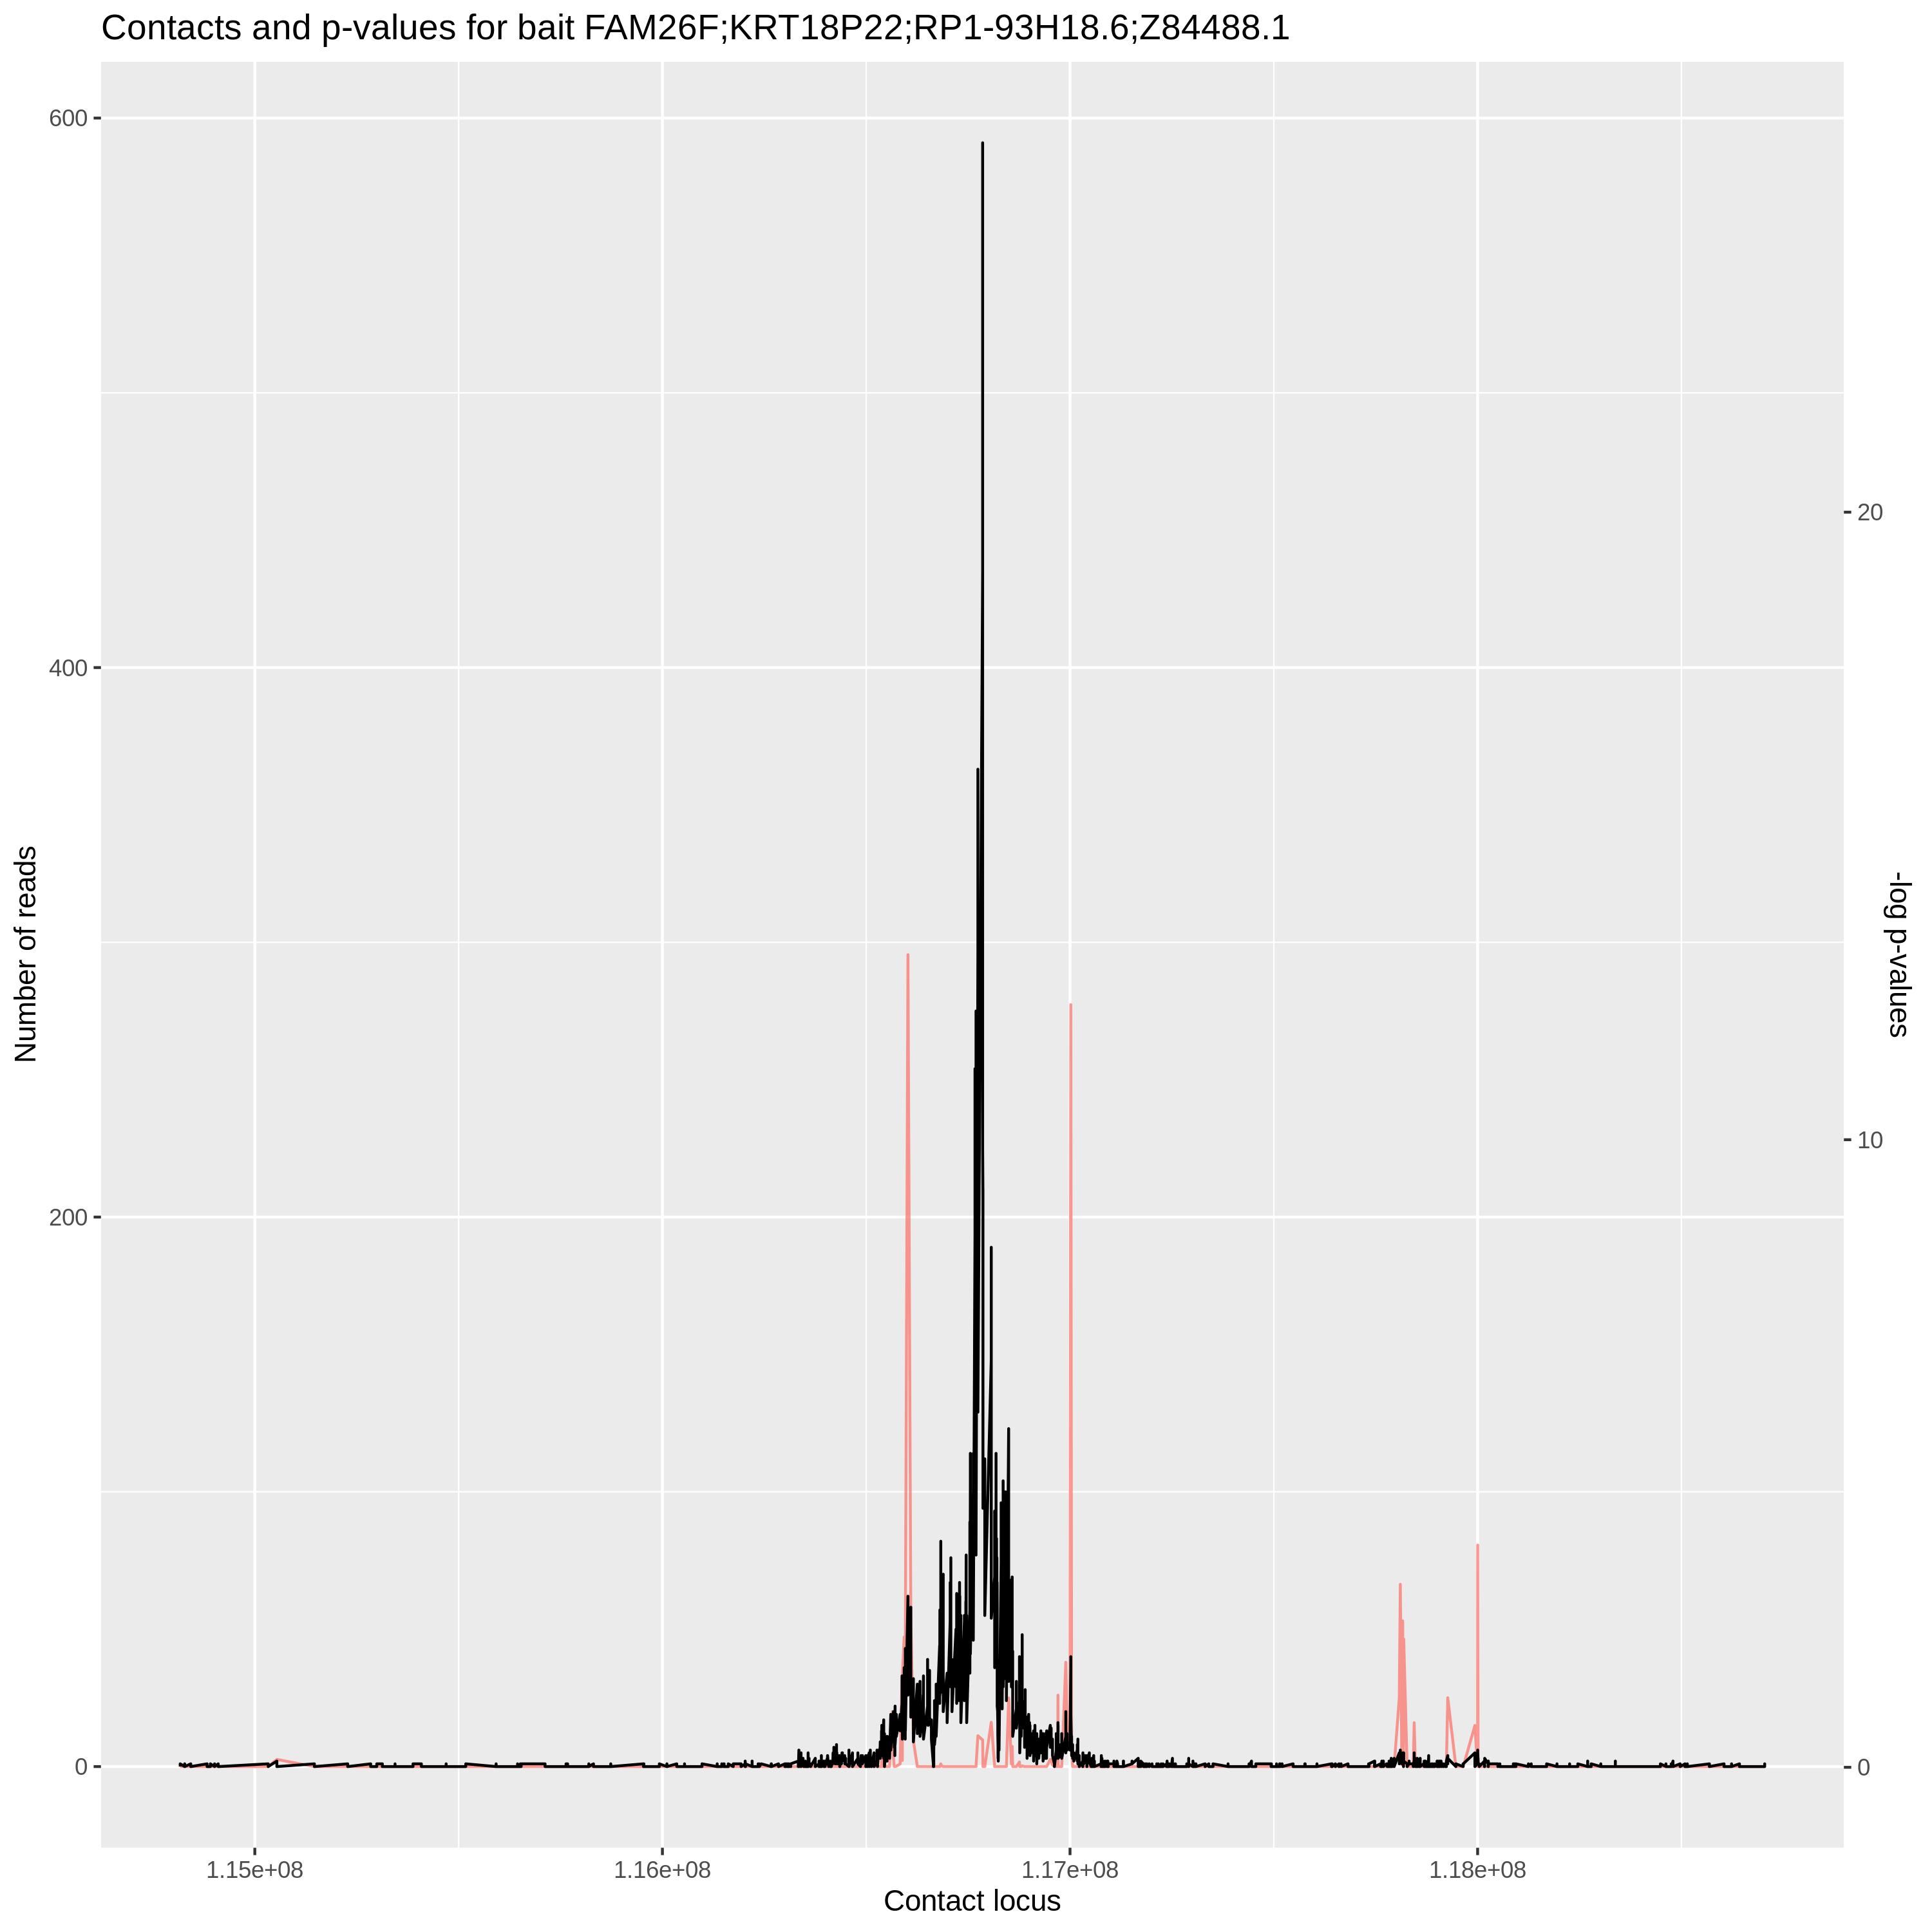 Contacts and p-values for bait FAM26F;KRT18P22;RP1-93H18.6;Z84488.1
600
400
200
0
Number of reads
20
10
0
-log p-values
1.15e+08
1.16e+08
1.17e+08
1.18e+08
Contact locus